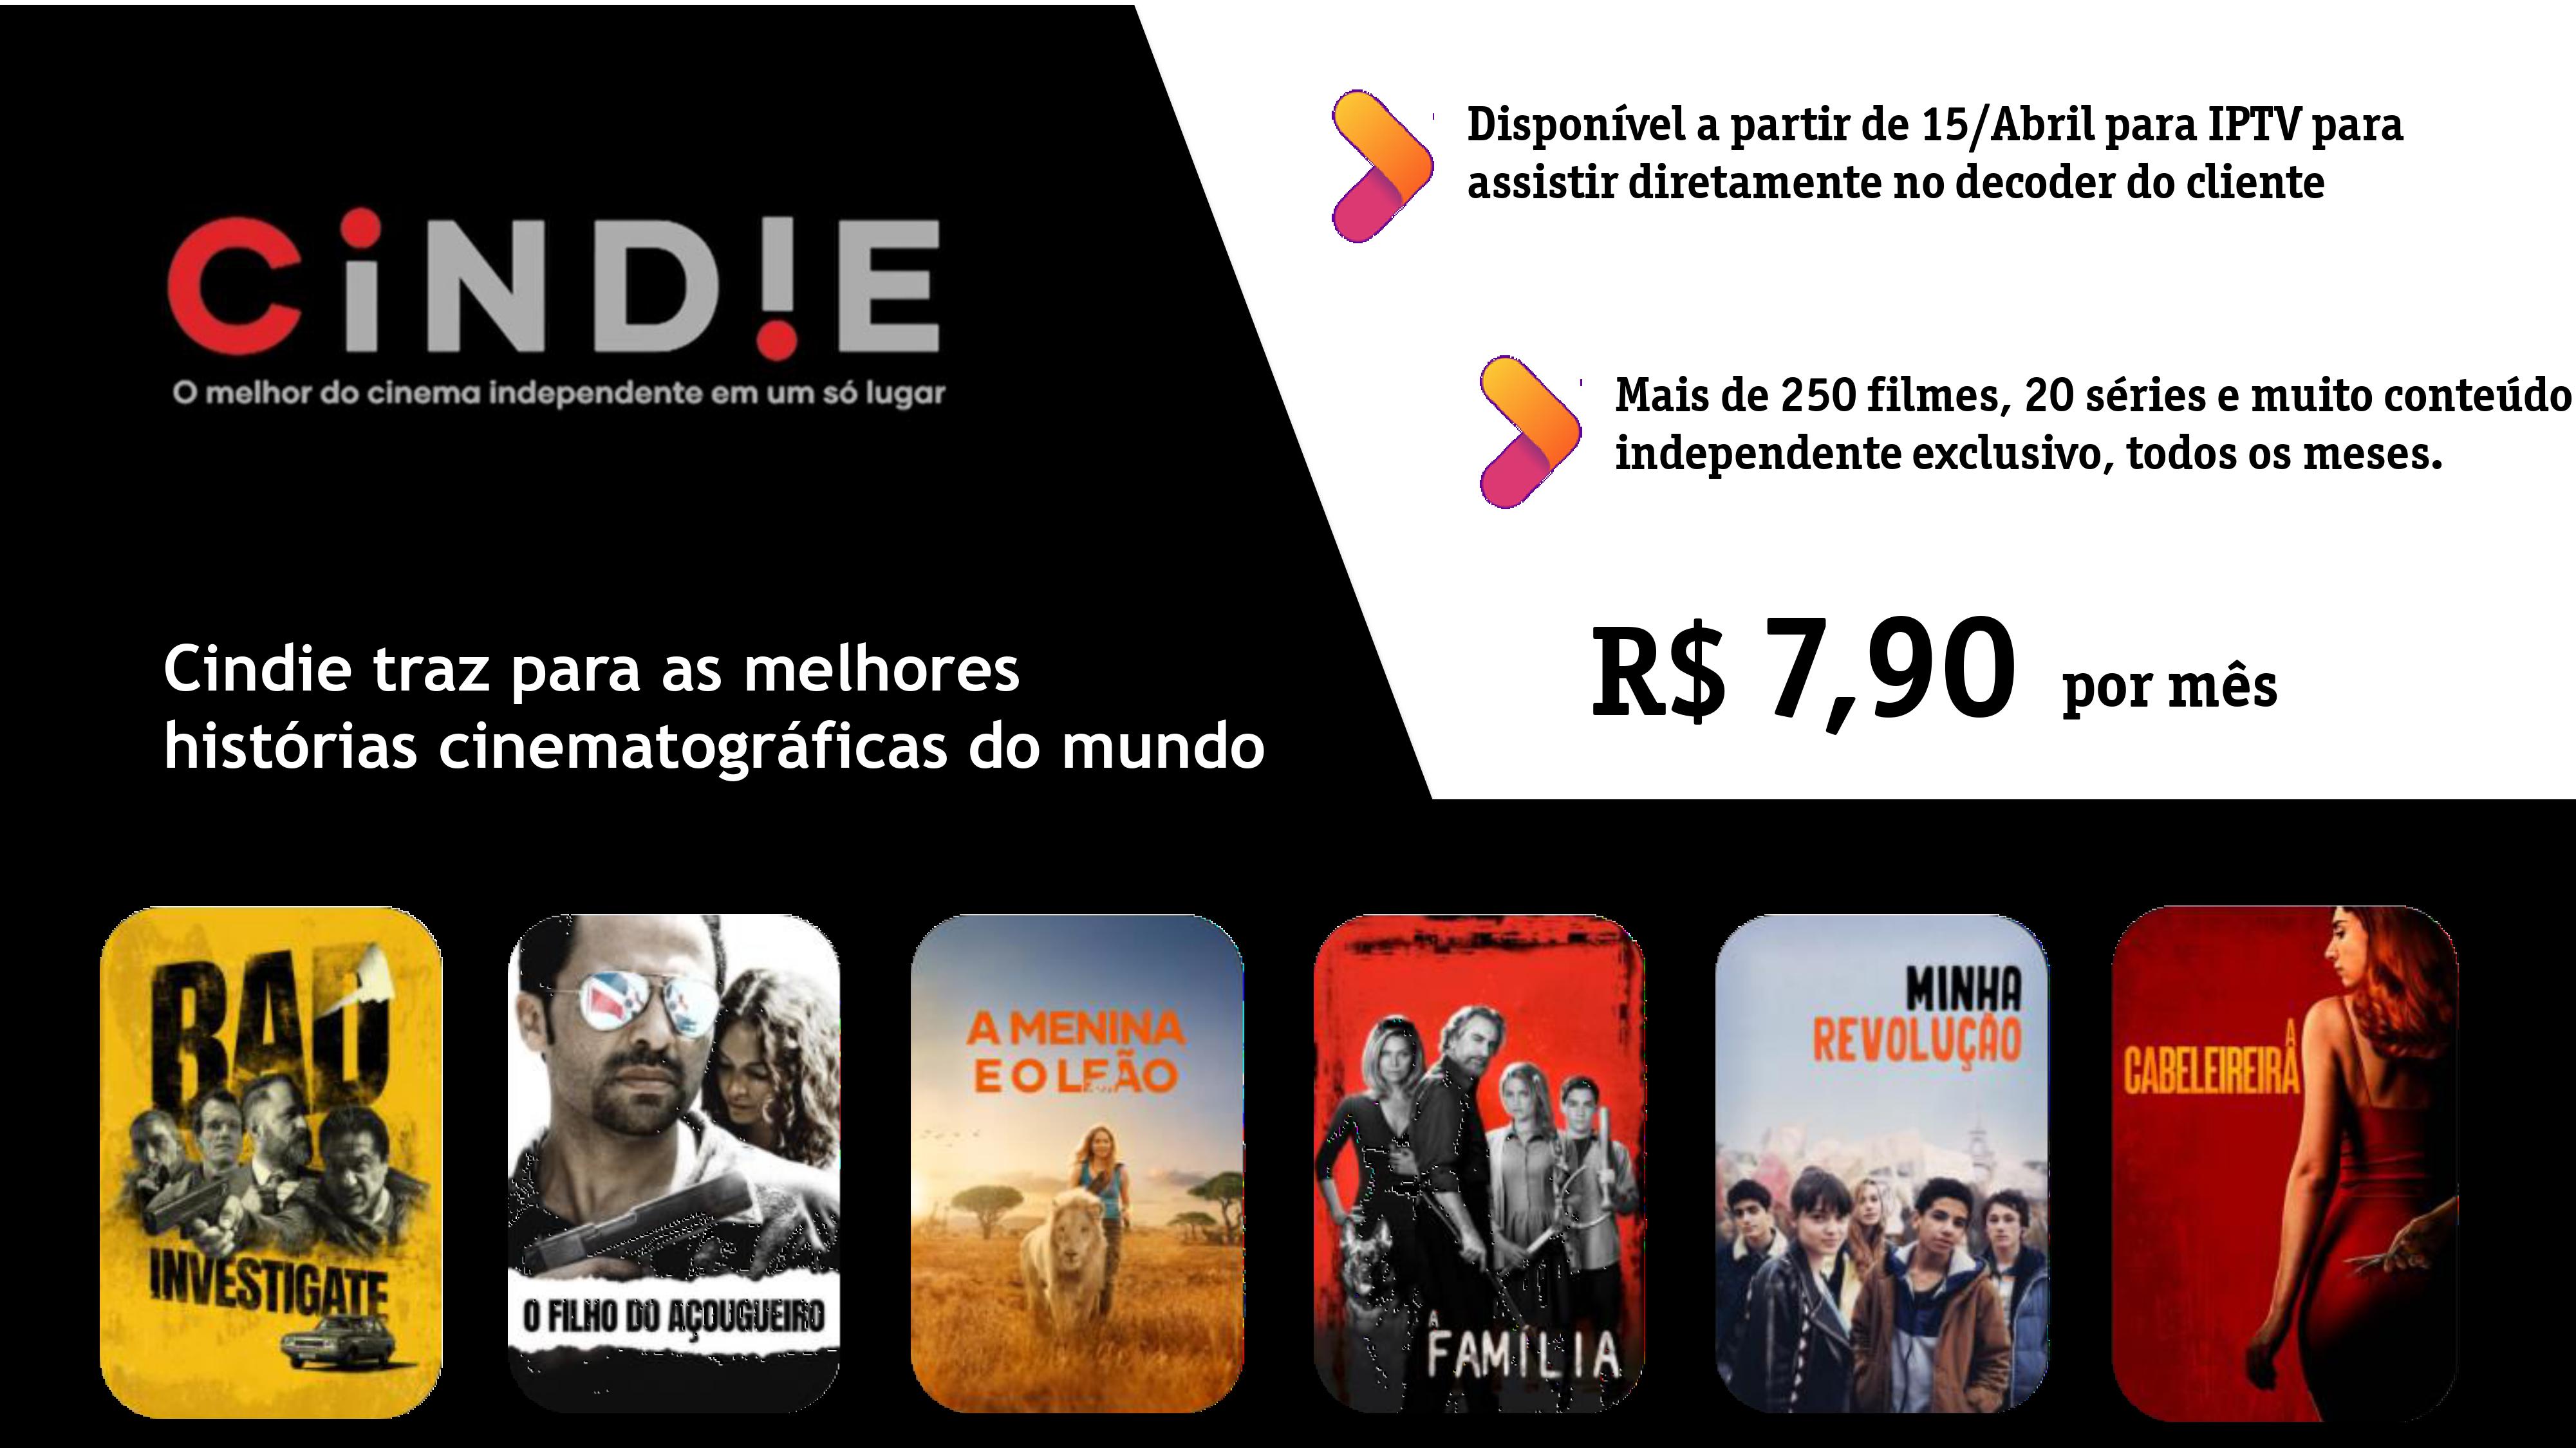 CiND!E
O melhor do cinema independente em um só lugar
Cindie traz para as melhores
histórias cinematográficas do mundo
Disponível a partir de 15/Abril para IPTV para
assistir diretamente no decoder do cliente
Mais de 250 filmes, 20 séries e muito conteúdo
independente exclusivo, todos os meses.
R$ 7,90 por mês
BAD
INVESTIGATE
O FILHO DO AÇOUGUEIRO
A MENINA
E O LEÃO
A
FAMÍLIA
MINHA
REVOLUÇÃO
A
CABELEIREIRA